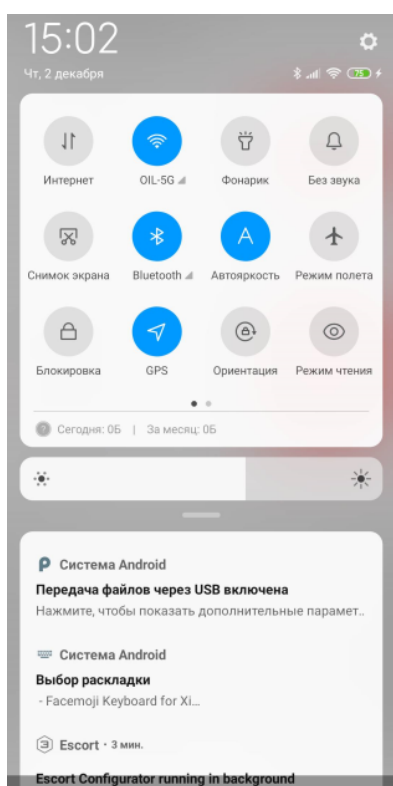 15:02
Чт, 2 декабря
75
Интернет
OIL-5G
Фонарик
Без звука
Снимок экрана
Bluetooth
Автояркость
Режим полета
Блокировка
GPS
Ориентация
Режим чтения
Сегодня: 0Б | За месяц: 0Б
Система Android
Передача файлов через USB включена
Нажмите, чтобы показать дополнительные парамет..
Система Android
Выбор раскладки
- Facemoji Keyboard for Xi...
Escort · 3 мин.
Escort Configurator running in background